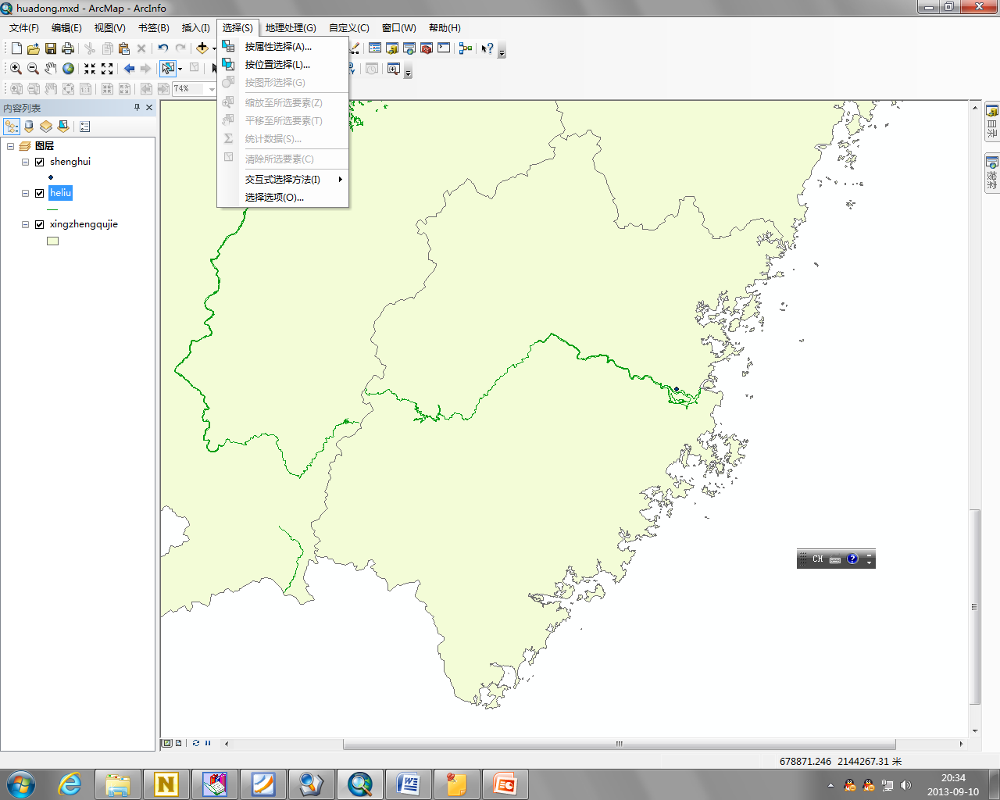 huadong.mxd - ArcMap - ArcInfo
文件(F) 编辑(E) 视图(V) 书签(B) 插入(I) 选择(S) 地理处理(G) 自定义(C) 窗口(W) 帮助(H)
按属性选择(A)...
按位置选择(L)...
按图形选择(G)
缩放至所选要素(Z)
平移至所选要素(T)
统计数据(S)...
清除所选要素(C)
交互式选择方法(I)
选择选项(O)...
1:1
74%
内容列表
图层
shenghui
heliu
xingzhengqujie
目录
搜索
CH
678871.246 2144267.31 米
20:34
2013-09-10